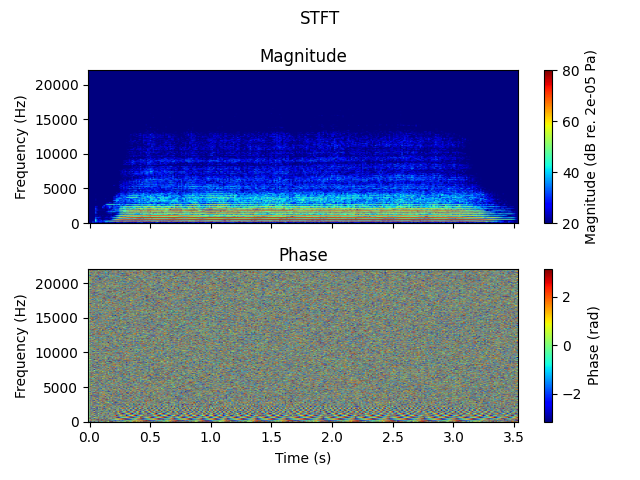 STFT
Magnitude
Frequency (Hz)
20000
15000
10000
5000
0
80
60
40
20
Magnitude (dB re. 2e-05 Pa)
Phase
Frequency (Hz)
20000
15000
10000
5000
0
0.0 0.5 1.0 1.5 2.0 2.5 3.0 3.5
Time (s)
2
0
−2
Phase (rad)